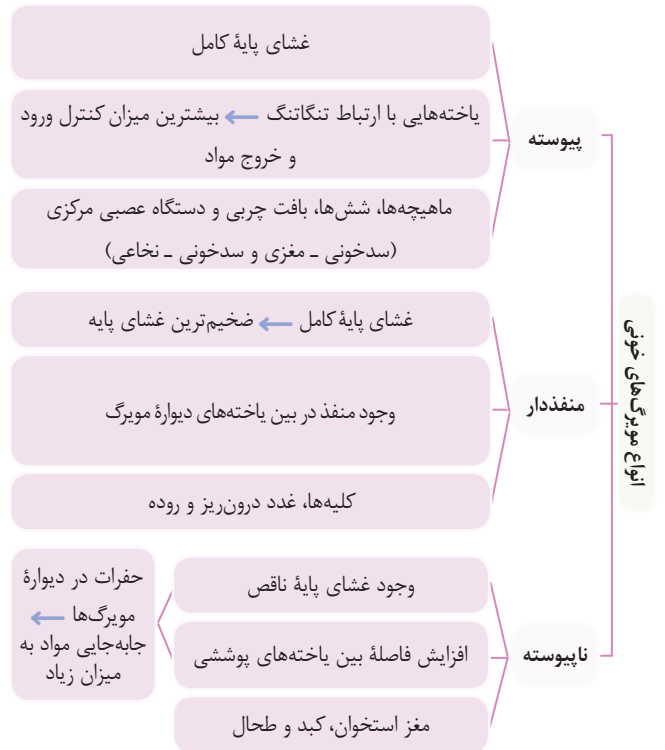 انواع مویرگ‌های خونی
پیوسته
غشای پایهٔ کامل
یاخته‌هایی با ارتباط تنگاتنگ ← بیشترین میزان کنترل ورود
و خروج مواد
ماهیچه‌ها، شش‌ها، بافت چربی و دستگاه عصبی مرکزی
(سدخونی ـ مغزی و سدخونی ـ نخاعی)
منفذدار
غشای پایهٔ کامل ← ضخیم‌ترین غشای پایه
وجود منفذ در بین یاخته‌های دیوارهٔ مویرگ
کلیه‌ها، غدد درون‌ریز و روده
ناپیوسته
وجود غشای پایهٔ ناقص
افزایش فاصلهٔ بین یاخته‌های پوششی
حفرات در دیوارهٔ
مویرگ‌ها ←
جابه‌جایی مواد به
میزان زیاد
مغز استخوان، کبد و طحال